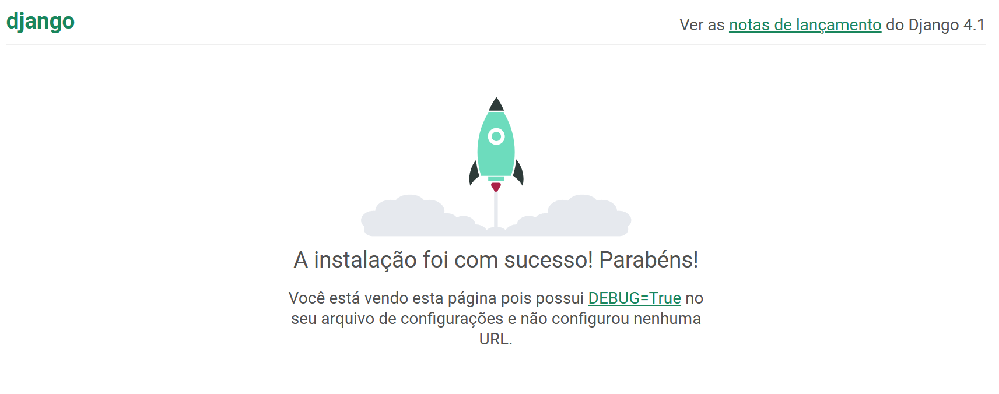 django
Ver as notas de lançamento do Django 4.1
A instalação foi com sucesso! Parabéns!
Você está vendo esta página pois possui DEBUG=True no
seu arquivo de configurações e não configurou nenhuma
URL.